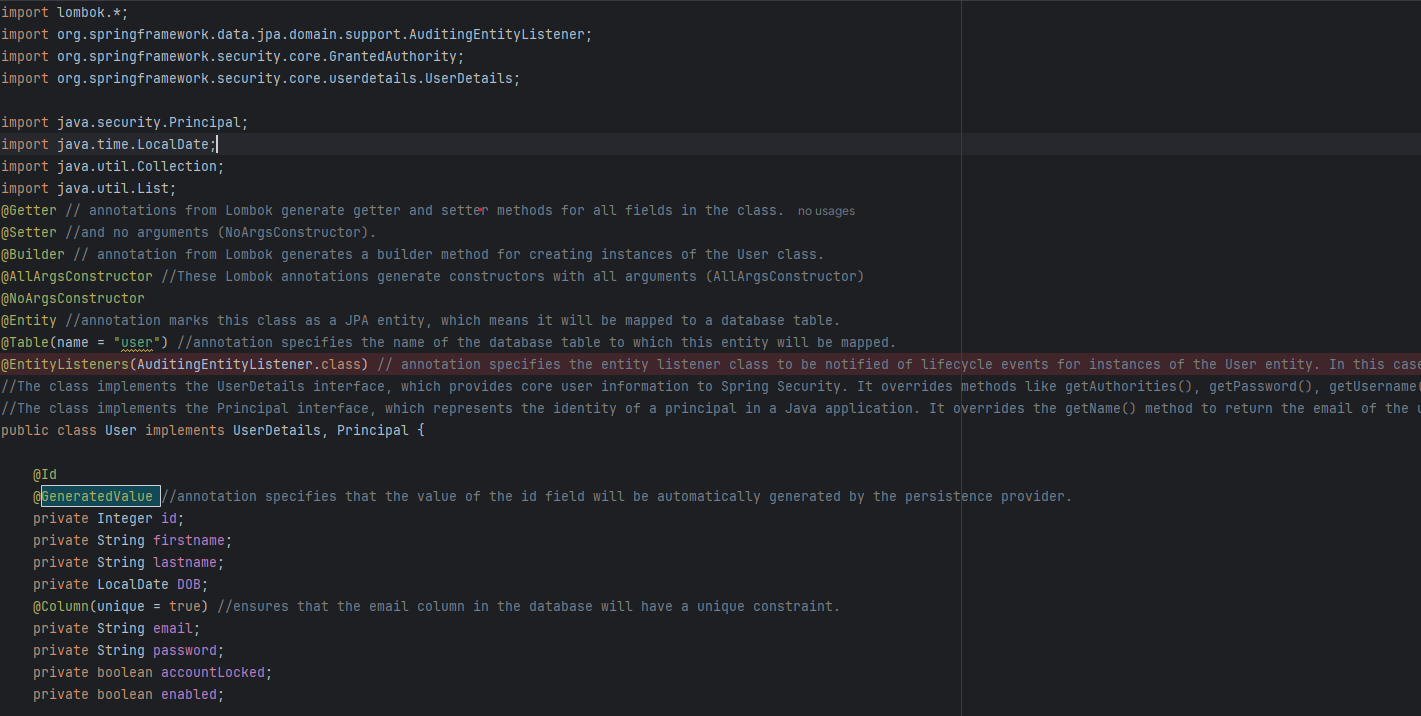 import lombok.*;
import org.springframework.data.jpa.domain.support.AuditingEntityListener;
import org.springframework.security.core.GrantedAuthority;
import org.springframework.security.core.userdetails.UserDetails;
import java.security.Principal;
import java.time.LocalDate;
import java.util.Collection;
import java.util.List;
@Getter // annotations from Lombok generate getter and setter methods for all fields in the class. no usages
@Setter //and no arguments (NoArgsConstructor).
@Builder // annotation from Lombok generates a builder method for creating instances of the User class.
@AllArgsConstructor //These Lombok annotations generate constructors with all arguments (AllArgsConstructor)
@NoArgsConstructor
@Entity //annotation marks this class as a JPA entity, which means it will be mapped to a database table.
@Table(name = "user") //annotation specifies the name of the database table to which this entity will be mapped.
@EntityListeners(AuditingEntityListener.class) // annotation specifies the entity listener class to be notified of lifecycle events for instances of the User entity. In this case
//The class implements the UserDetails interface, which provides core user information to Spring Security. It overrides methods like getAuthorities(), getPassword(), getUsername(
//The class implements the Principal interface, which represents the identity of a principal in a Java application. It overrides the getName() method to return the email of the u
public class User implements UserDetails, Principal {
@Id
@GeneratedValue //annotation specifies that the value of the id field will be automatically generated by the persistence provider.
private Integer id;
private String firstname;
private String lastname;
private LocalDate DOB;
@Column(unique = true) //ensures that the email column in the database will have a unique constraint.
private String email;
private String password;
private boolean accountLocked;
private boolean enabled;